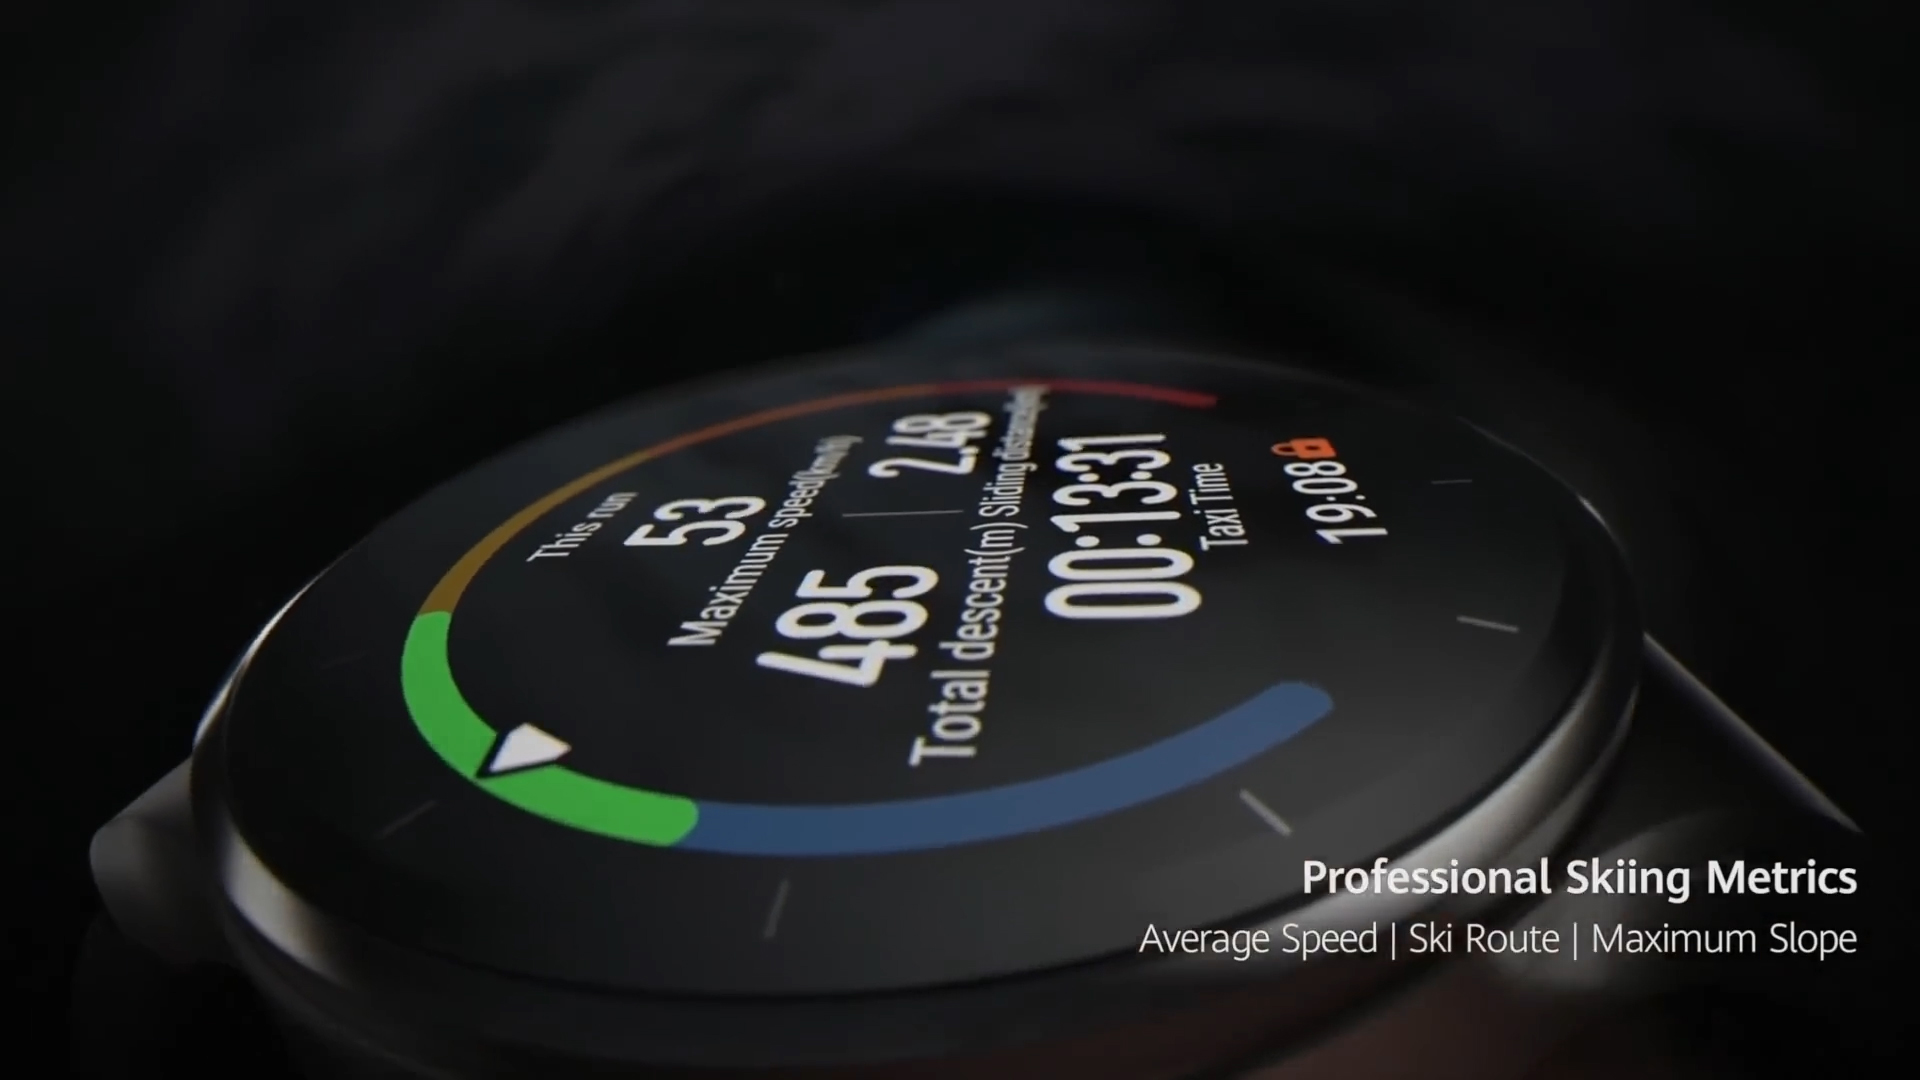 This run
53
Maximum speed(km/h)
485
2.48
Total descent(m) Sliding distance(km)
00:13:31
Taxi Time
19:08
Professional Skiing Metrics
Average Speed | Ski Route | Maximum Slope